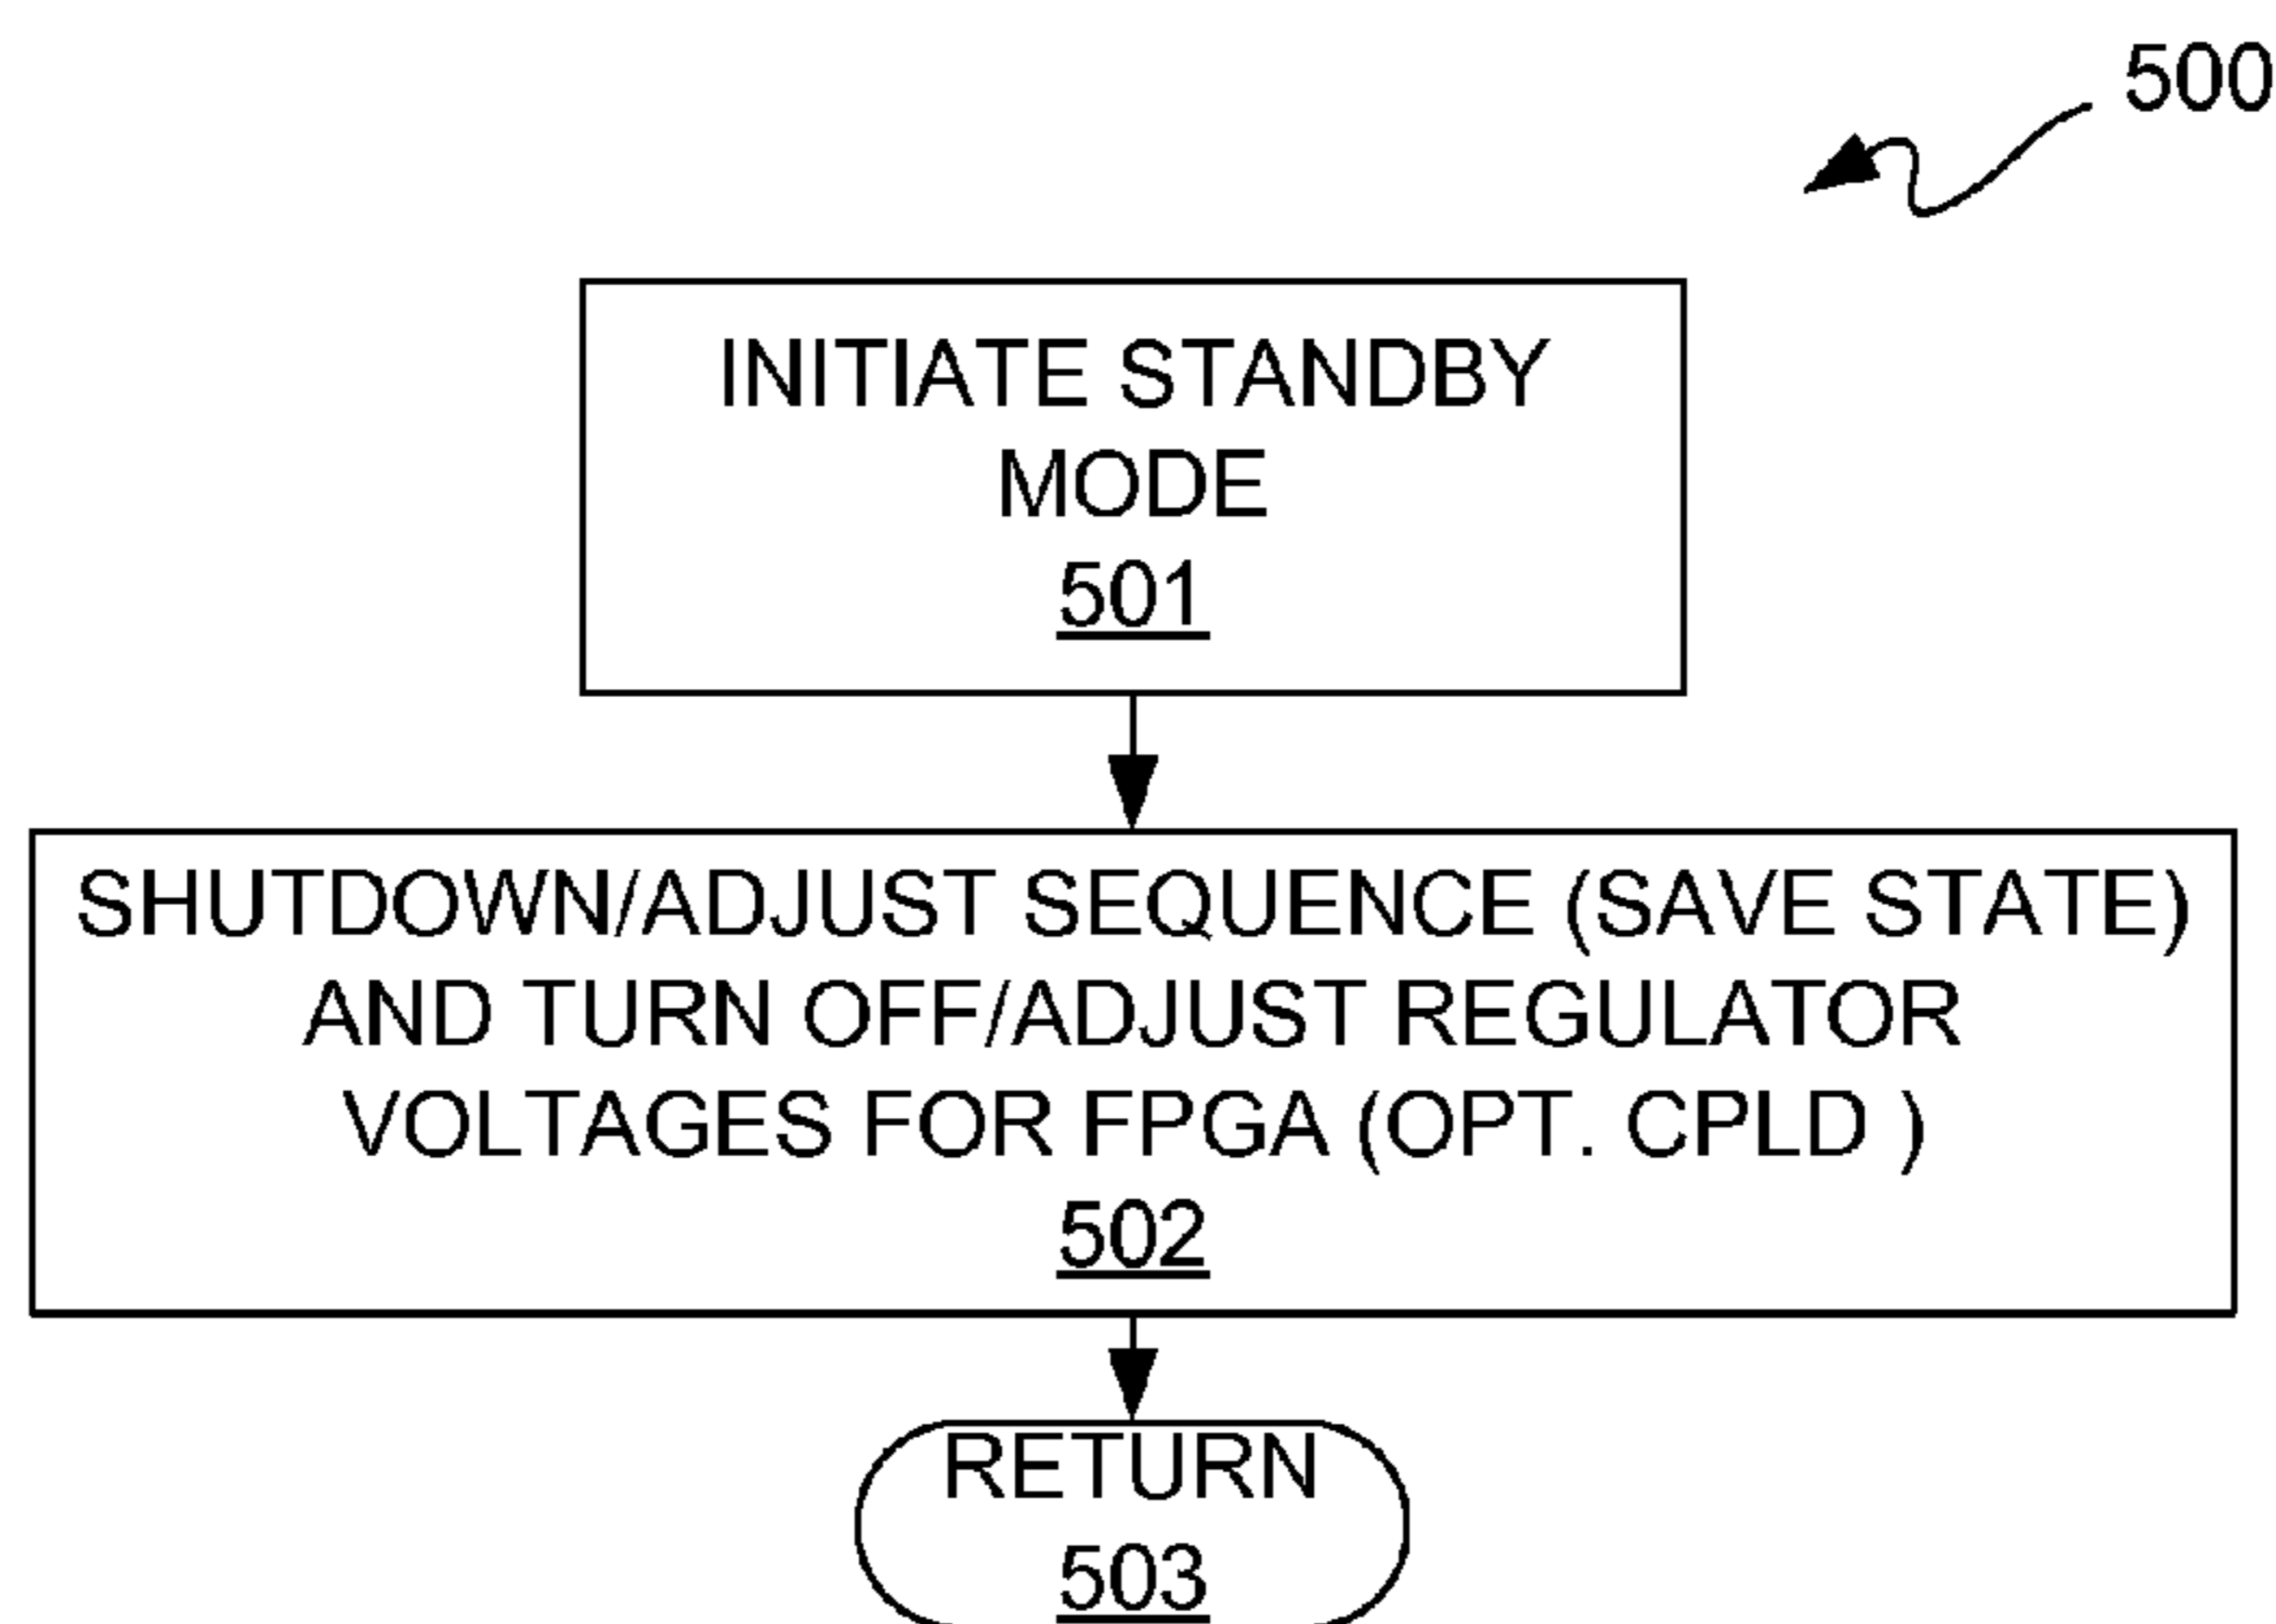 500
INITIATE STANDBY
MODE
501
SHUTDOWN/ADJUST SEQUENCE (SAVE STATE)
AND TURN OFF/ADJUST REGULATOR
VOLTAGES FOR FPGA (OPT. CPLD )
502
RETURN
503